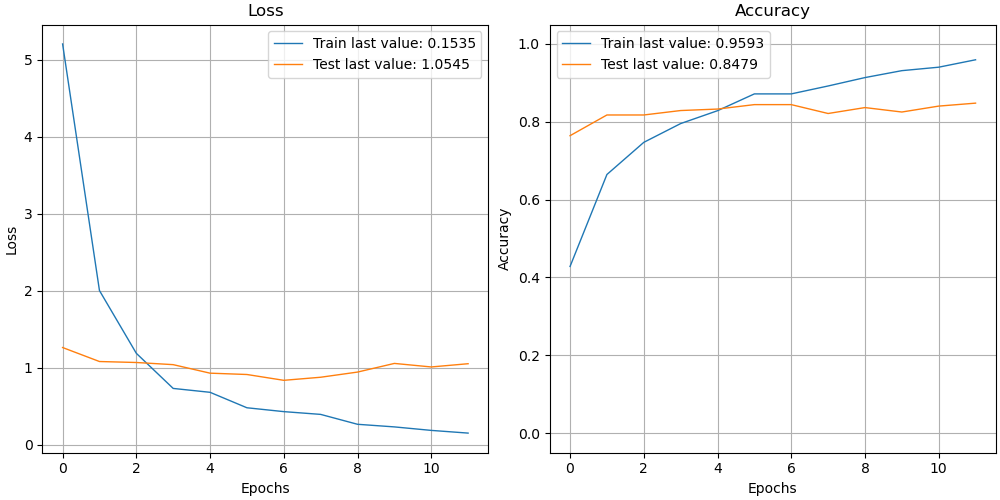 Loss
Train last value: 0.1535
Test last value: 1.0545
5
4
3
2
1
0
Loss
0 2 4 6 8 10
Epochs
Accuracy
Train last value: 0.9593
Test last value: 0.8479
1.0
0.8
0.6
0.4
0.2
0.0
Accuracy
0 2 4 6 8 10
Epochs